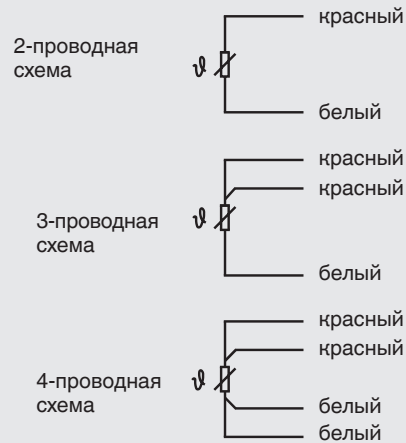 красный
2-проводная
схема
ϑ
белый
красный
красный
3-проводная
ϑ
схема
белый
красный
красный
4-проводная
ϑ
схема
белый
белый